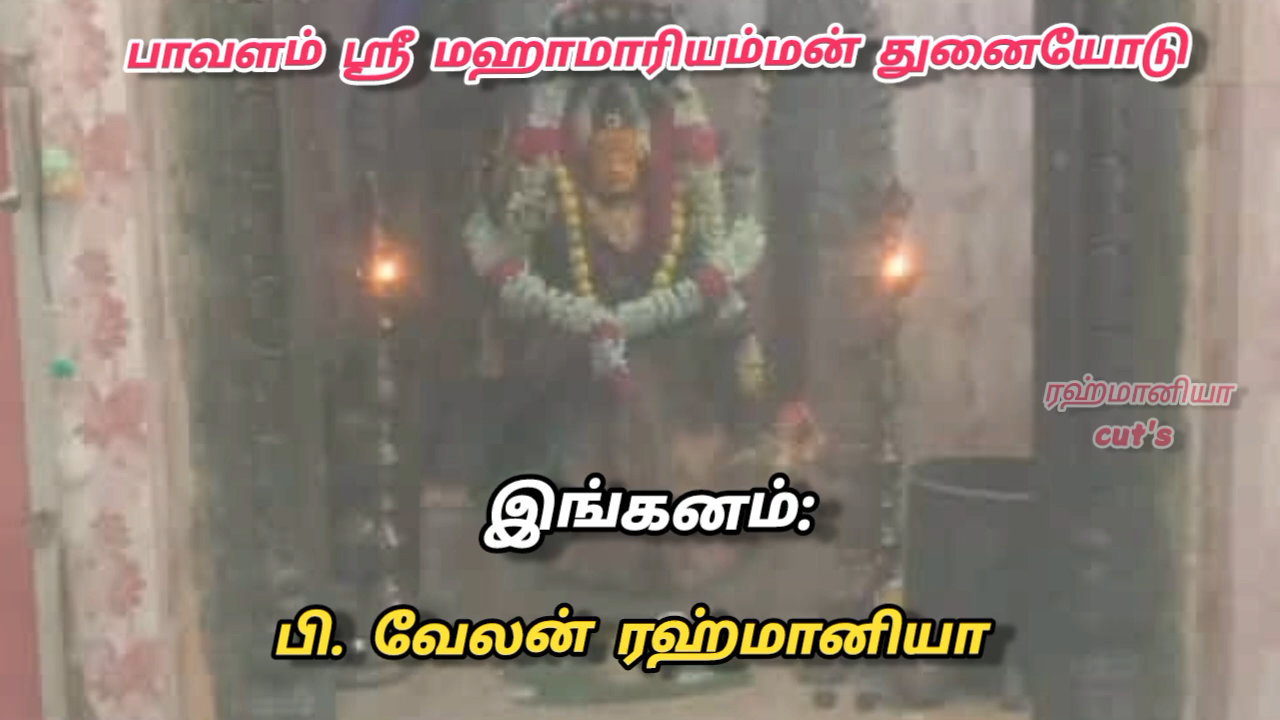 பாவளம் ஸ்ரீ மஹாமாரியம்மன் துனையோடு
ரஹ்மானியா
cut's
இங்கனம்:
பி. வேலன் ரஹ்மானியா